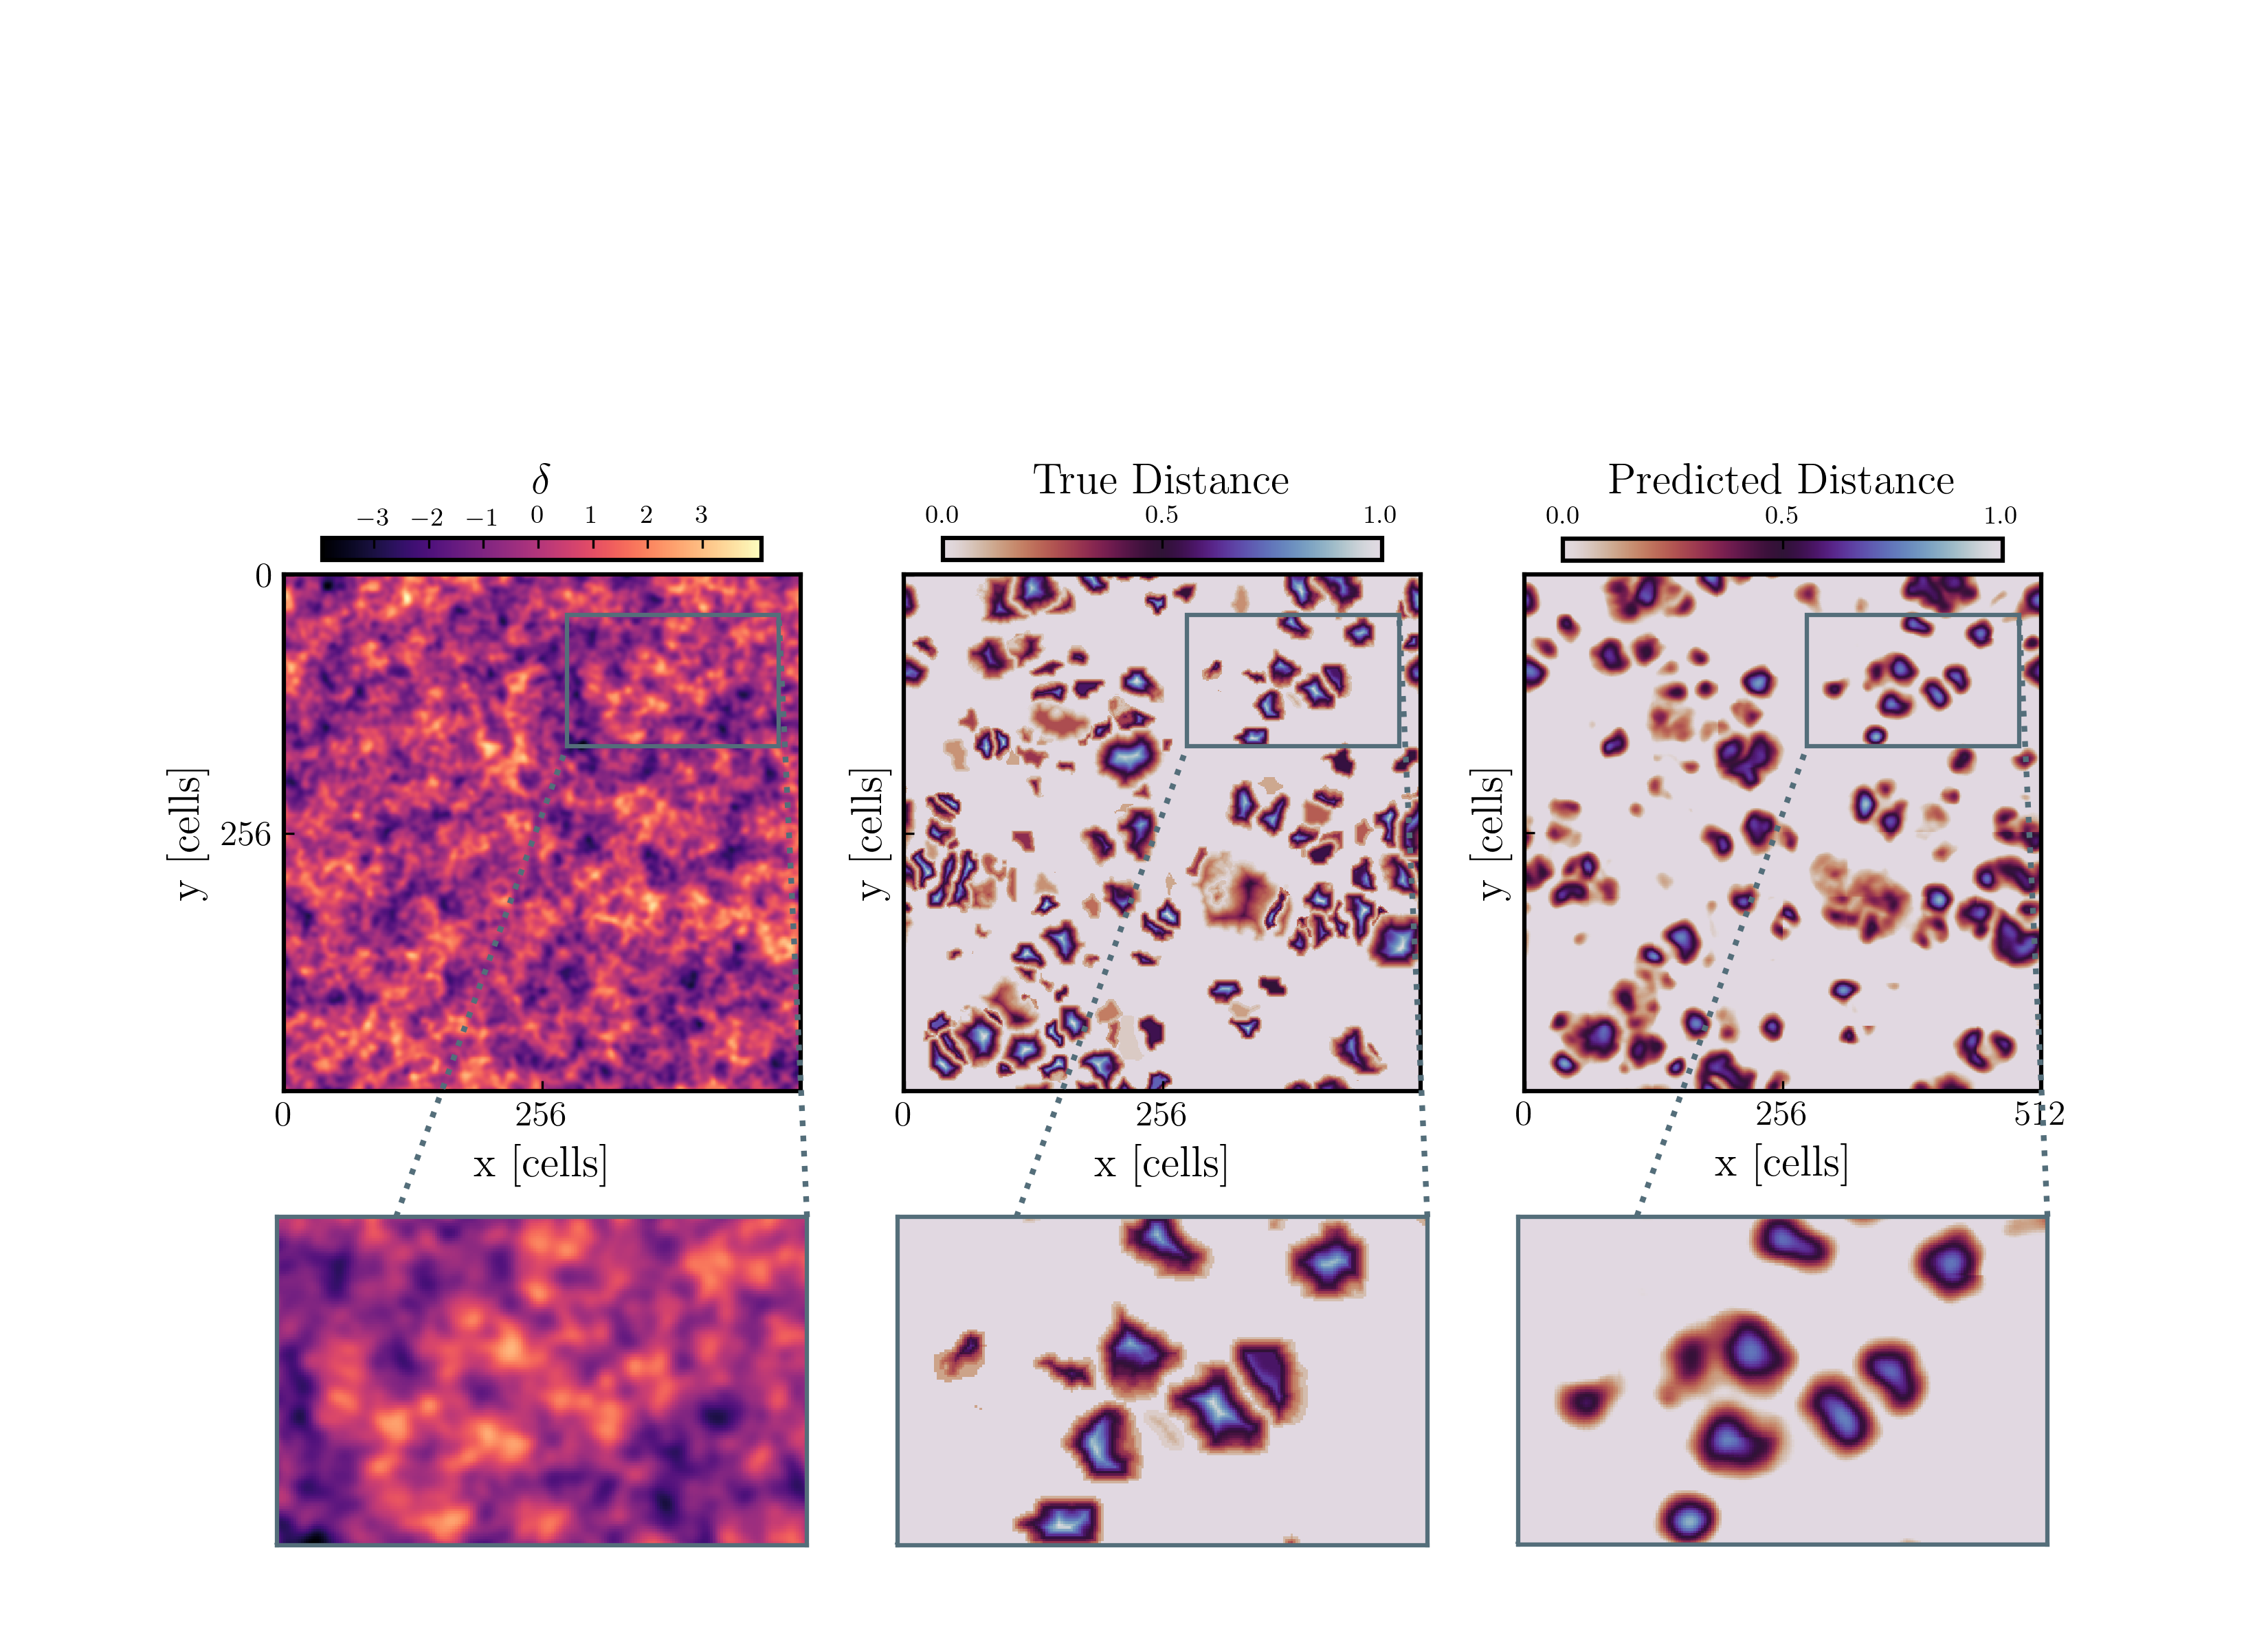 δ
True Distance
Predicted Distance
−3 −2 −1 0 1 2 3
0.0 0.5 1.0
0.0 0.5 1.0
0
256
y [cells]
y [cells]
y [cells]
0 256
0 256
0 256 512
x [cells]
x [cells]
x [cells]